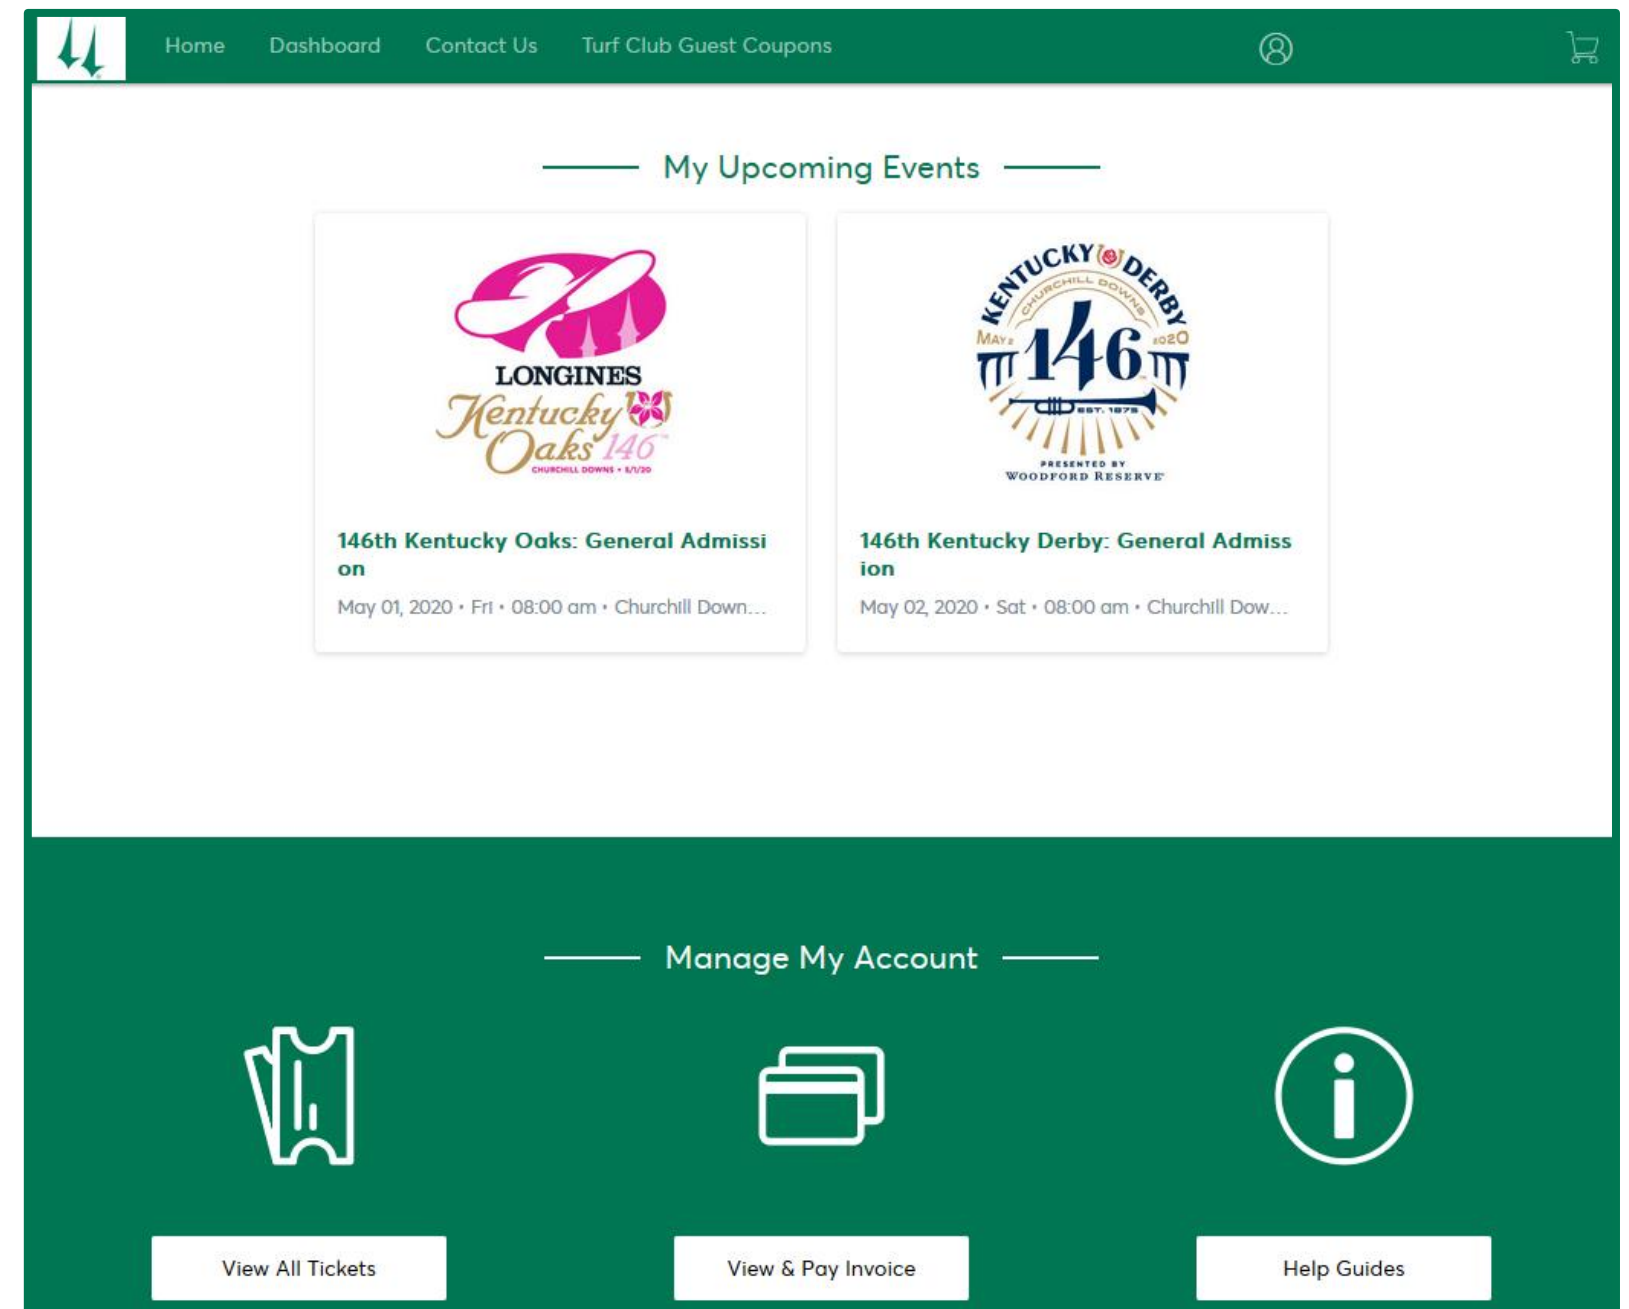 Home Dashboard Contact Us Turf Club Guest Coupons
My Upcoming Events
LONGINES
Kentucky
Oaks 146
CHURCHILL DOWNS • 5/1/20
KENTUCKY DERBY
CHURCHILL DOWNS
MAY 2 2020
146
EST. 1875
PRESENTED BY
WOODFORD RESERVE
146th Kentucky Oaks: General Admissi
on
May 01, 2020 • Fri • 08:00 am • Churchill Down...
146th Kentucky Derby: General Admiss
ion
May 02, 2020 • Sat • 08:00 am • Churchill Dow...
Manage My Account
View All Tickets
View & Pay Invoice
Help Guides